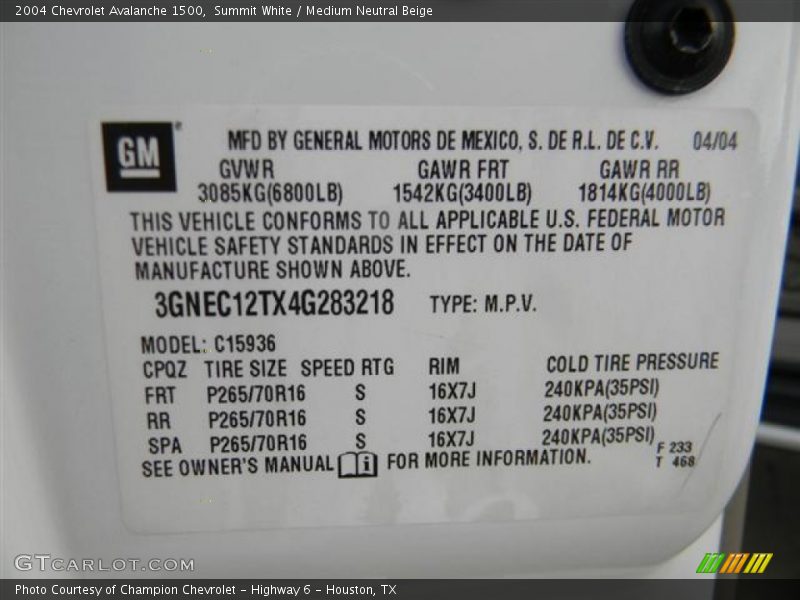 2004 Chevrolet Avalanche 1500, Summit White / Medium Neutral Beige
GM
MFD BY GENERAL MOTORS DE MEXICO, S. DE R.L. DE C.V. 04/04
GVWR GAWR FRT GAWR RR
3085KG(6800LB) 1542KG(3400LB) 1814KG(4000LB)
THIS VEHICLE CONFORMS TO ALL APPLICABLE U.S. FEDERAL MOTOR
VEHICLE SAFETY STANDARDS IN EFFECT ON THE DATE OF
MANUFACTURE SHOWN ABOVE.
3GNEC12TX4G283218 TYPE: M.P.V.
MODEL: C15936
CPQZ TIRE SIZE SPEED RTG RIM COLD TIRE PRESSURE
FRT P265/70R16 S 16X7J 240KPA(35PSI)
RR P265/70R16 S 16X7J 240KPA(35PSI)
SPA P265/70R16 S 16X7J 240KPA(35PSI)
F 233
SEE OWNER'S MANUAL i FOR MORE INFORMATION. T 468
GTCarLot.com
Photo Courtesy of Champion Chevrolet - Highway 6 - Houston, TX